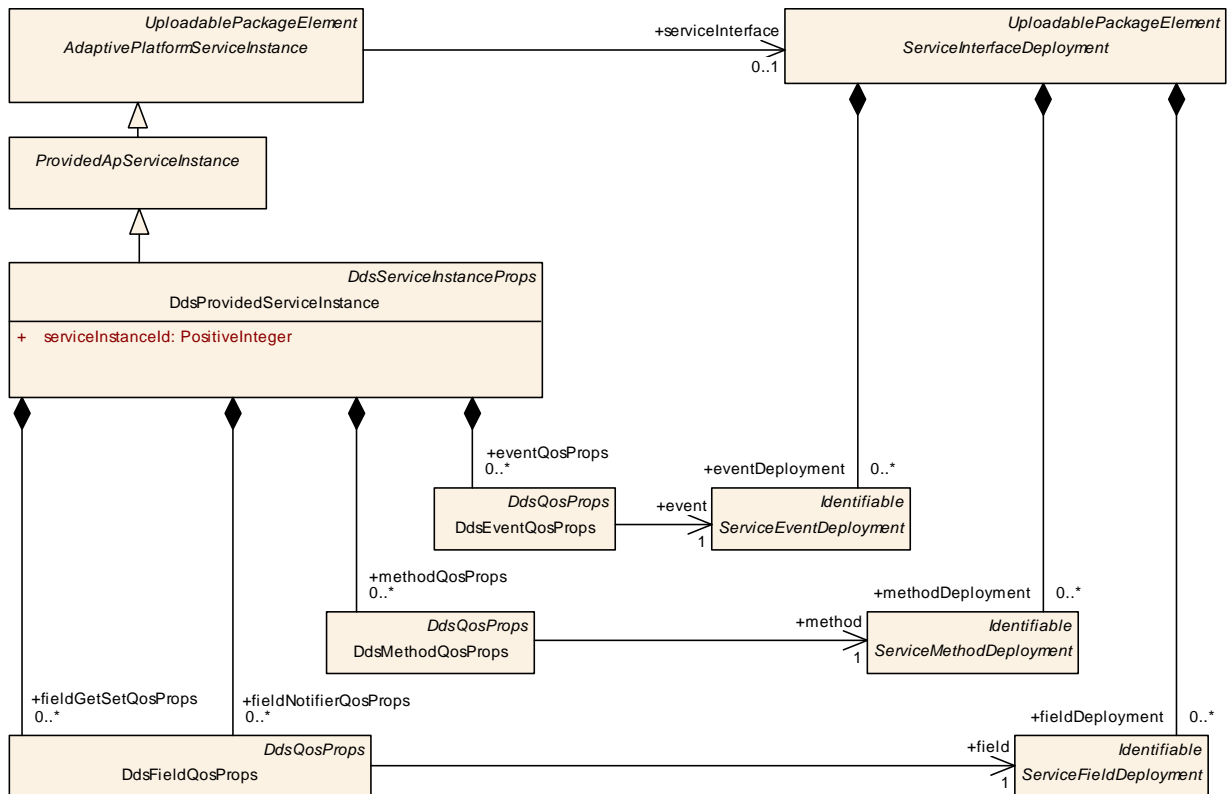 UploadablePackageElement
AdaptivePlatformServiceInstance
+serviceInterface
0..1
UploadablePackageElement
ServiceInterfaceDeployment
ProvidedApServiceInstance
DdsServiceInstanceProps
DdsProvidedServiceInstance
+ serviceInstanceId: PositiveInteger
+eventQosProps
0..*
+eventDeployment 0..*
DdsQosProps
DdsEventQosProps
+event
1
Identifiable
ServiceEventDeployment
+methodQosProps
0..*
+methodDeployment 0..*
DdsQosProps
DdsMethodQosProps
+method
1
Identifiable
ServiceMethodDeployment
+fieldGetSetQosProps
0..*
+fieldNotifierQosProps
0..*
+fieldDeployment 0..*
DdsQosProps
DdsFieldQosProps
+field
1
Identifiable
ServiceFieldDeployment